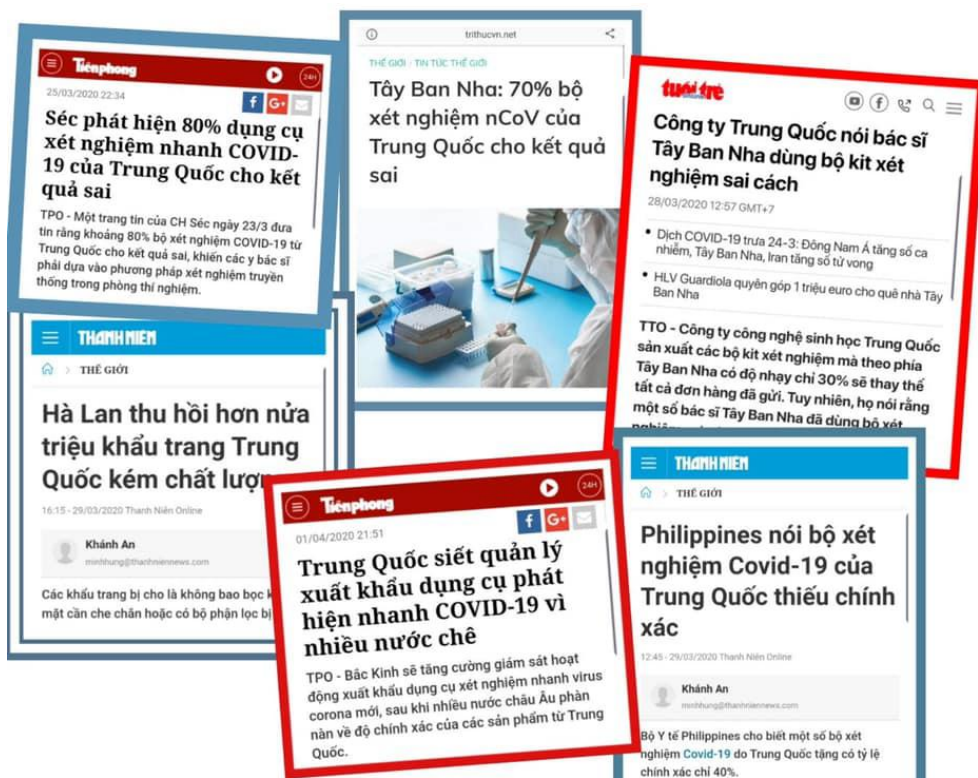 Tiềnphong
24H
25/03/2020 22:34
Séc phát hiện 80% dụng cụ
xét nghiệm nhanh COVID-
19 của Trung Quốc cho kết
quả sai
TPO - Một trang tin của CH Séc ngày 23/3 đưa
tin rằng khoảng 80% bộ xét nghiệm COVID-19 từ
Trung Quốc cho kết quả sai, khiến các y bác sĩ
phải dựa vào phương pháp xét nghiệm truyền
thống trong phòng thí nghiệm.
trithucvn.net
THẾ GIỚI / TIN TỨC THẾ GIỚI
Tây Ban Nha: 70% bộ
xét nghiệm nCoV của
Trung Quốc cho kết quả
sai
tuổi trẻ
Công ty Trung Quốc nói bác sĩ
Tây Ban Nha dùng bộ kit xét
nghiệm sai cách
28/03/2020 12:57 GMT+7
Dịch COVID-19 trưa 24-3: Đông Nam Á tăng số ca
nhiễm, Tây Ban Nha, Iran tăng số tử vong
HLV Guardiola quyên góp 1 triệu euro cho quê nhà Tây
Ban Nha
TTO - Công ty công nghệ sinh học Trung Quốc
sản xuất các bộ kit xét nghiệm mà theo phía
Tây Ban Nha có độ nhạy chỉ 30% sẽ thay thế
tất cả đơn hàng đã gửi. Tuy nhiên, họ nói rằng
một số bác sĩ Tây Ban Nha đã dùng bộ xét
THANH NIÊN
THẾ GIỚI
Hà Lan thu hồi hơn nửa
triệu khẩu trang Trung
Quốc kém chất
16:15 - 29/03/2020 Thanh Niên Online
Khánh An
minhhung@thanhniennews.com
Các khẩu trang bị cho là không bao bọc
mặt cần che chắn hoặc có bộ phận lọc bị
Tiềnphong
24H
01/04/2020 21:51
Trung Quốc siết quản lý
xuất khẩu dụng cụ phát
hiện nhanh COVID-19 vì
nhiều nước chê
TPO - Bắc Kinh sẽ tăng cường giám sát hoạt
động xuất khẩu dụng cụ xét nghiệm nhanh virus
corona mới, sau khi nhiều nước châu Âu phàn
nàn về độ chính xác của các sản phẩm từ Trung
Quốc.
THANH NIÊN
THẾ GIỚI
Philippines nói bộ xét
nghiệm Covid-19 của
Trung Quốc thiếu chính
xác
12:45 - 29/03/2020 Thanh Niên Online
Khánh An
minhhung@thanhniennews.com
Bộ Y tế Philippines cho biết một số bộ xét
nghiệm Covid-19 do Trung Quốc tặng có tỷ lệ
chính xác chỉ 40%.